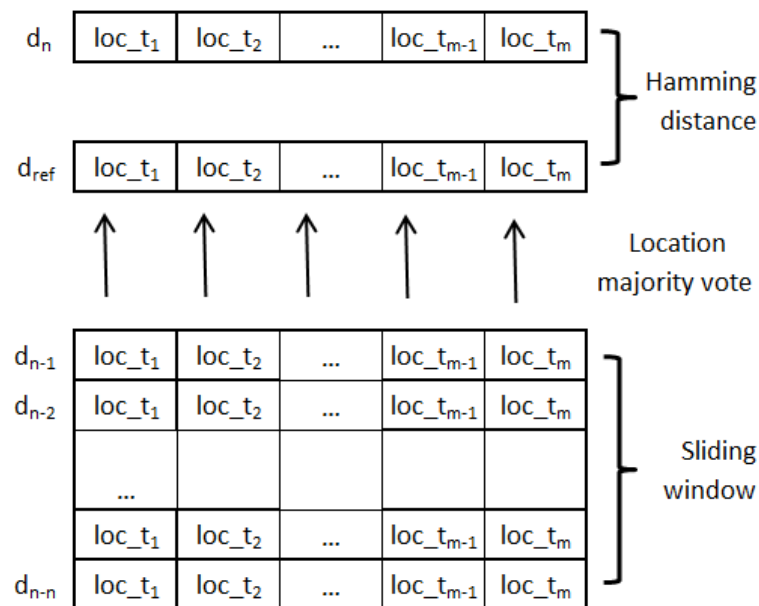 dₙ loc_t₁ loc_t₂ ... loc_tₘ₋₁ loc_tₘ
Hamming
distance
d_ref loc_t₁ loc_t₂ ... loc_tₘ₋₁ loc_tₘ
Location
majority vote
dₙ₋₁ loc_t₁ loc_t₂ ... loc_tₘ₋₁ loc_tₘ
dₙ₋₂ loc_t₁ loc_t₂ ... loc_tₘ₋₁ loc_tₘ
Sliding
window
...
loc_t₁ loc_t₂ ... loc_tₘ₋₁ loc_tₘ
dₙ₋ₙ loc_t₁ loc_t₂ ... loc_tₘ₋₁ loc_tₘ